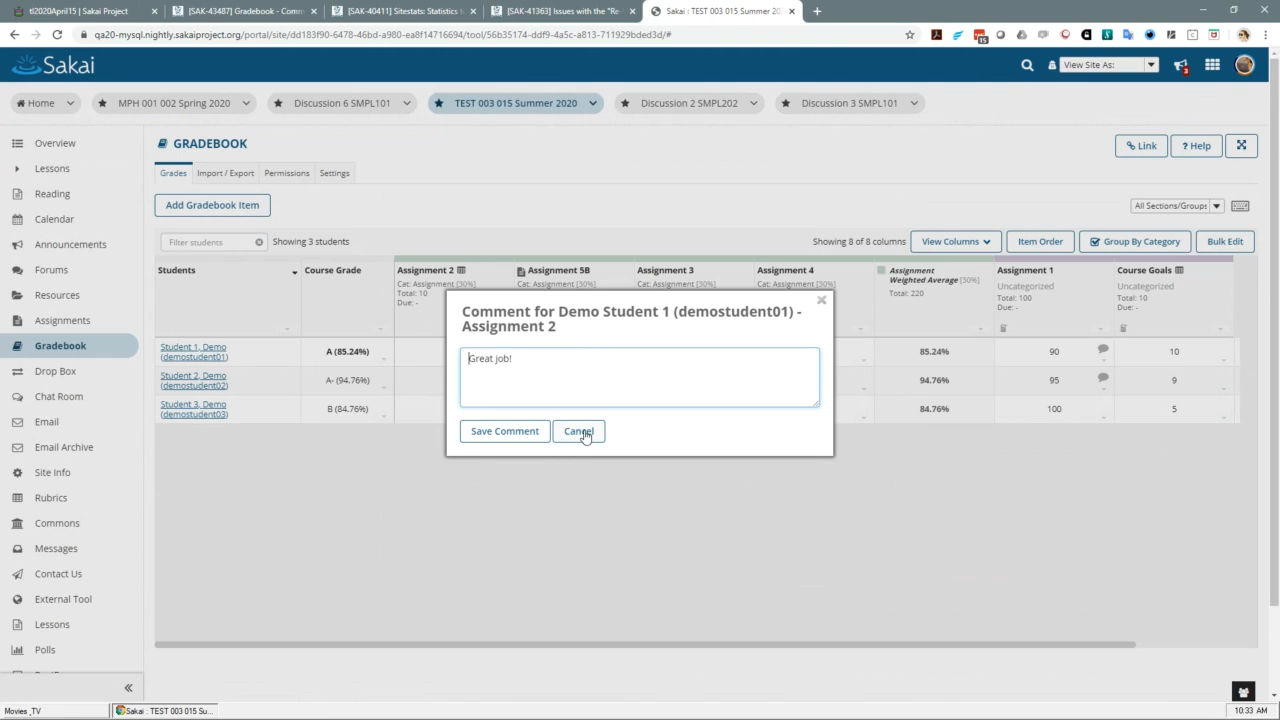 tl2020April15 | Sakai Project
[SAK-43487] Gradebook - Comm
[SAK-40411] Sitestats: Statistics t
[SAK-41363] Issues with the "Re-
Sakai : TEST 003 015 Summer 202
qa20-mysql.nightly.sakaiproject.org/portal/site/dd183f90-6478-46bd-a980-ea8f14716094/tool/56b35174-ddf9-4a5c-a813-711929bded3d/#
Sakai
View Site As:
Home
MPH 001 002 Spring 2020
Discussion 6 SMPL101
TEST 003 015 Summer 2020
Discussion 2 SMPL202
Discussion 3 SMPL101
Overview
Lessons
Reading
Calendar
Announcements
Forums
Resources
Assignments
Gradebook
Drop Box
Chat Room
Email
Email Archive
Site Info
Rubrics
Commons
Messages
Contact Us
External Tool
Lessons
Polls
GRADEBOOK
Link
? Help
Grades
Import / Export
Permissions
Settings
Add Gradebook Item
All Sections/Groups
Filter students
Showing 3 students
Showing 8 of 8 columns
View Columns
Item Order
Group By Category
Bulk Edit
Students
Course Grade
Assignment 2
Cat: Assignment [30%]
Total: 10
Due: -
Assignment 5B
Cat: Assignment [30%]
Assignment 3
Cat: Assignment [30%]
Assignment 4
Cat: Assignment [30%]
Assignment
Weighted Average [30%]
Total: 220
Assignment 1
Uncategorized
Total: 100
Due: -
Course Goals
Uncategorized
Total: 10
Due: -
Student 1, Demo
(demostudent01)
A (85.24%)
85.24%
90
10
Student 2, Demo
(demostudent02)
A- (94.76%)
94.76%
95
9
Student 3, Demo
(demostudent03)
B (84.76%)
84.76%
100
5
Comment for Demo Student 1 (demostudent01) -
Assignment 2
Great job!
Save Comment
Cancel
Movies _TV
Sakai : TEST 003 015 Su...
10:33 AM